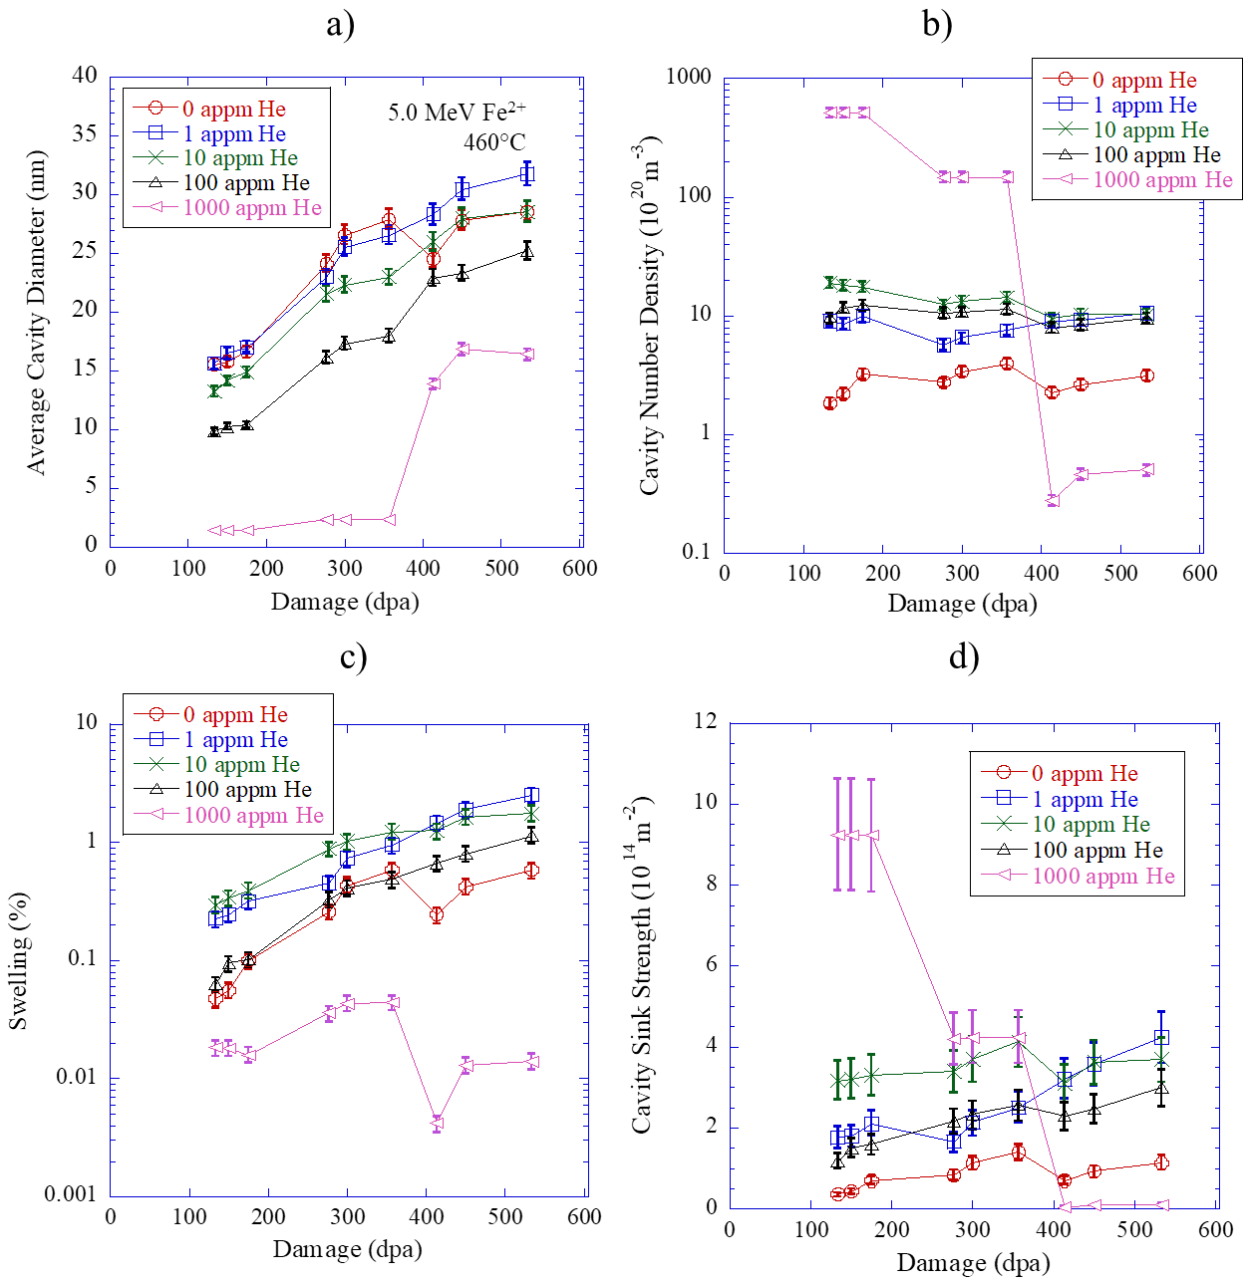 a)
40
35
30
25
20
15
10
5
0
0 100 200 300 400 500 600
Average Cavity Diameter (nm)
Damage (dpa)
0 appm He
1 appm He
10 appm He
100 appm He
1000 appm He
5.0 MeV Fe²⁺
460°C
b)
1000
100
10
1
0.1
0 100 200 300 400 500 600
Cavity Number Density (10²⁰ m⁻³)
Damage (dpa)
0 appm He
1 appm He
10 appm He
100 appm He
1000 appm He
c)
10
1
0.1
0.01
0.001
0 100 200 300 400 500 600
Swelling (%)
Damage (dpa)
0 appm He
1 appm He
10 appm He
100 appm He
1000 appm He
d)
12
10
8
6
4
2
0
0 100 200 300 400 500 600
Cavity Sink Strength (10¹⁴ m⁻²)
Damage (dpa)
0 appm He
1 appm He
10 appm He
100 appm He
1000 appm He